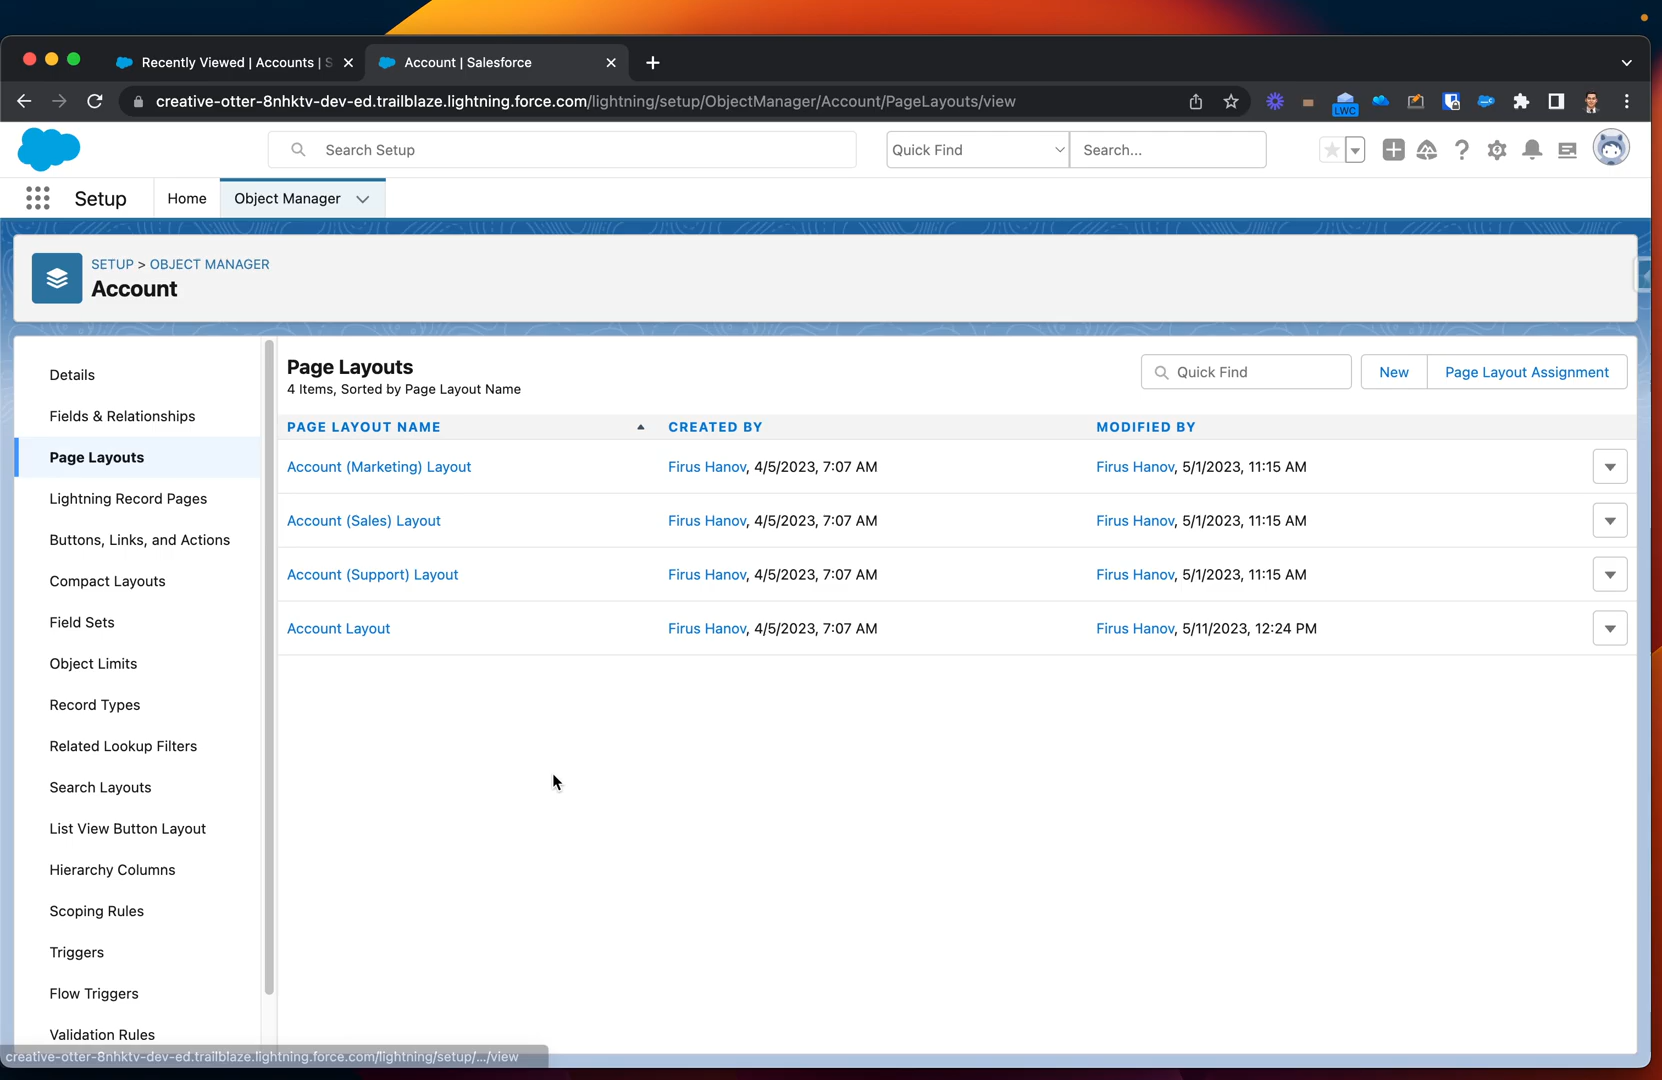 Recently Viewed | Accounts | S
Account | Salesforce
creative-otter-8nhktv-dev-ed.trailblaze.lightning.force.com/lightning/setup/ObjectManager/Account/PageLayouts/view
LWC
Search Setup
Quick Find
Search...
Setup
Home
Object Manager
SETUP > OBJECT MANAGER
Account
Details
Fields & Relationships
Page Layouts
Lightning Record Pages
Buttons, Links, and Actions
Compact Layouts
Field Sets
Object Limits
Record Types
Related Lookup Filters
Search Layouts
List View Button Layout
Hierarchy Columns
Scoping Rules
Triggers
Flow Triggers
Validation Rules
Page Layouts
4 Items, Sorted by Page Layout Name
Quick Find
New
Page Layout Assignment
PAGE LAYOUT NAME CREATED BY MODIFIED BY
Account (Marketing) Layout Firus Hanov, 4/5/2023, 7:07 AM Firus Hanov, 5/1/2023, 11:15 AM
Account (Sales) Layout Firus Hanov, 4/5/2023, 7:07 AM Firus Hanov, 5/1/2023, 11:15 AM
Account (Support) Layout Firus Hanov, 4/5/2023, 7:07 AM Firus Hanov, 5/1/2023, 11:15 AM
Account Layout Firus Hanov, 4/5/2023, 7:07 AM Firus Hanov, 5/11/2023, 12:24 PM
creative-otter-8nhktv-dev-ed.trailblaze.lightning.force.com/lightning/setup/.../view